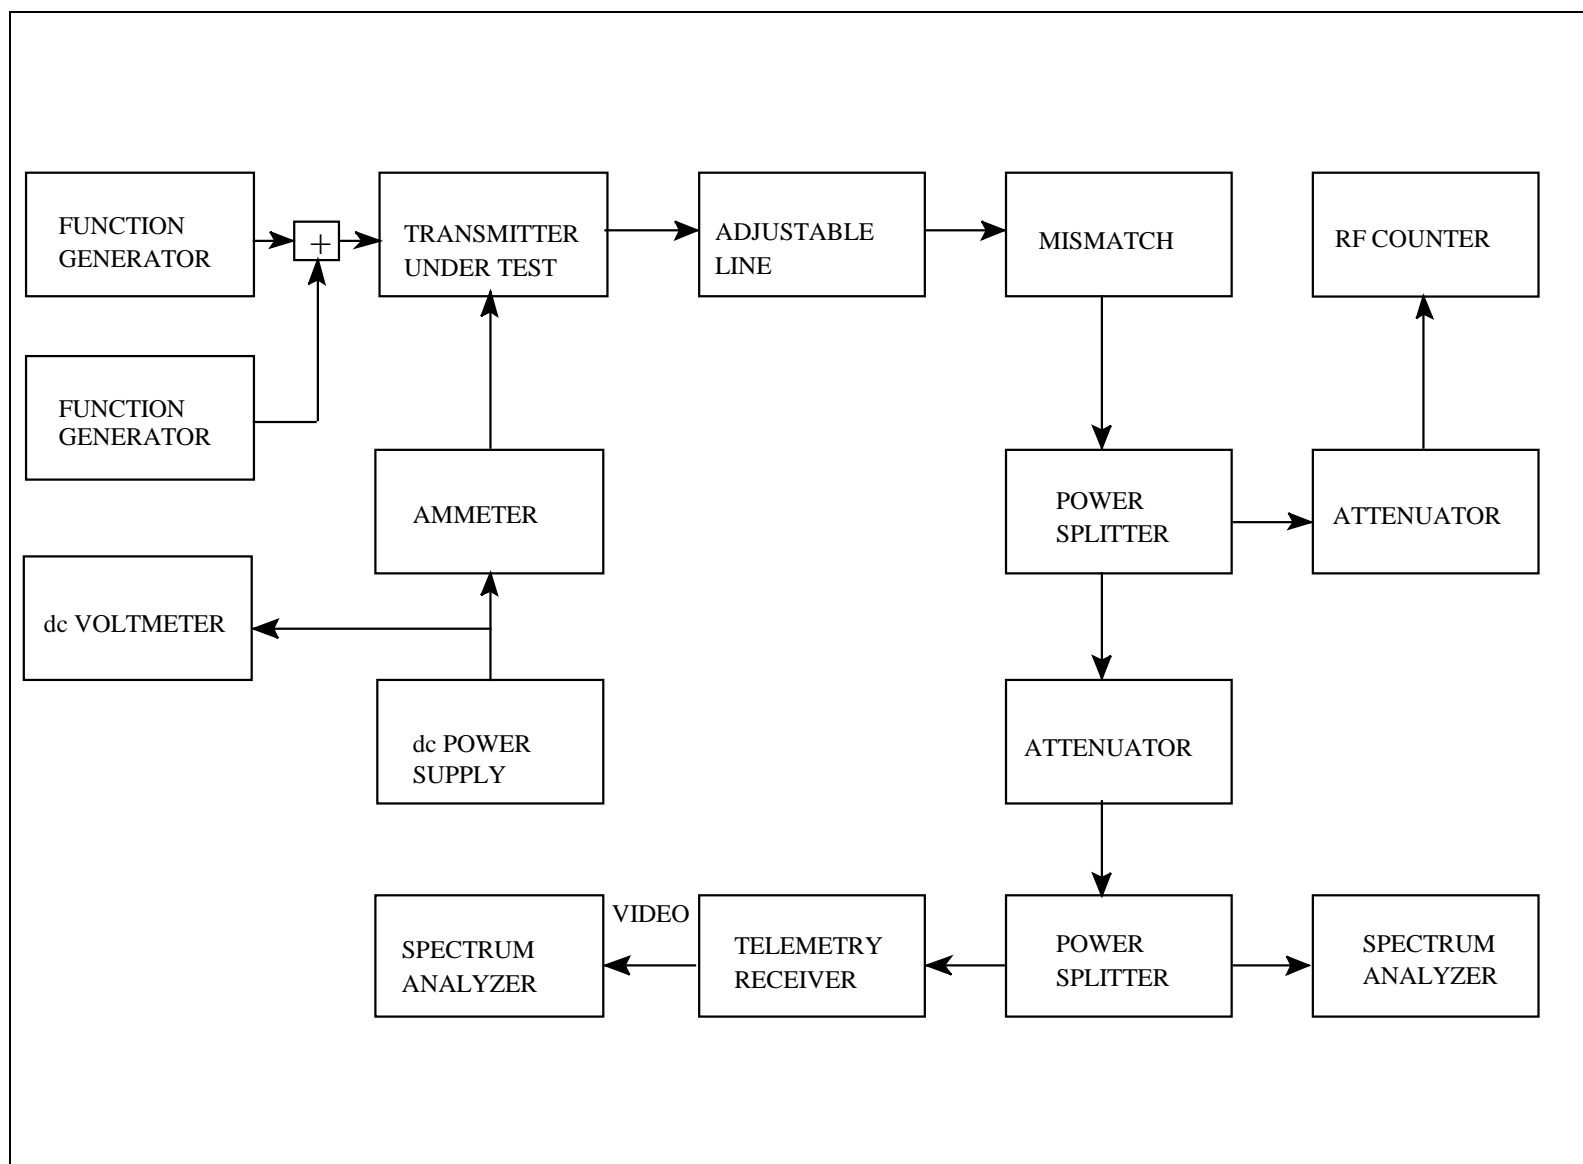 FUNCTION
GENERATOR
+
TRANSMITTER
UNDER TEST
ADJUSTABLE
LINE
MISMATCH
RF COUNTER
FUNCTION
GENERATOR
AMMETER
POWER
SPLITTER
ATTENUATOR
dc VOLTMETER
dc POWER
SUPPLY
ATTENUATOR
VIDEO
SPECTRUM
ANALYZER
TELEMETRY
RECEIVER
POWER
SPLITTER
SPECTRUM
ANALYZER